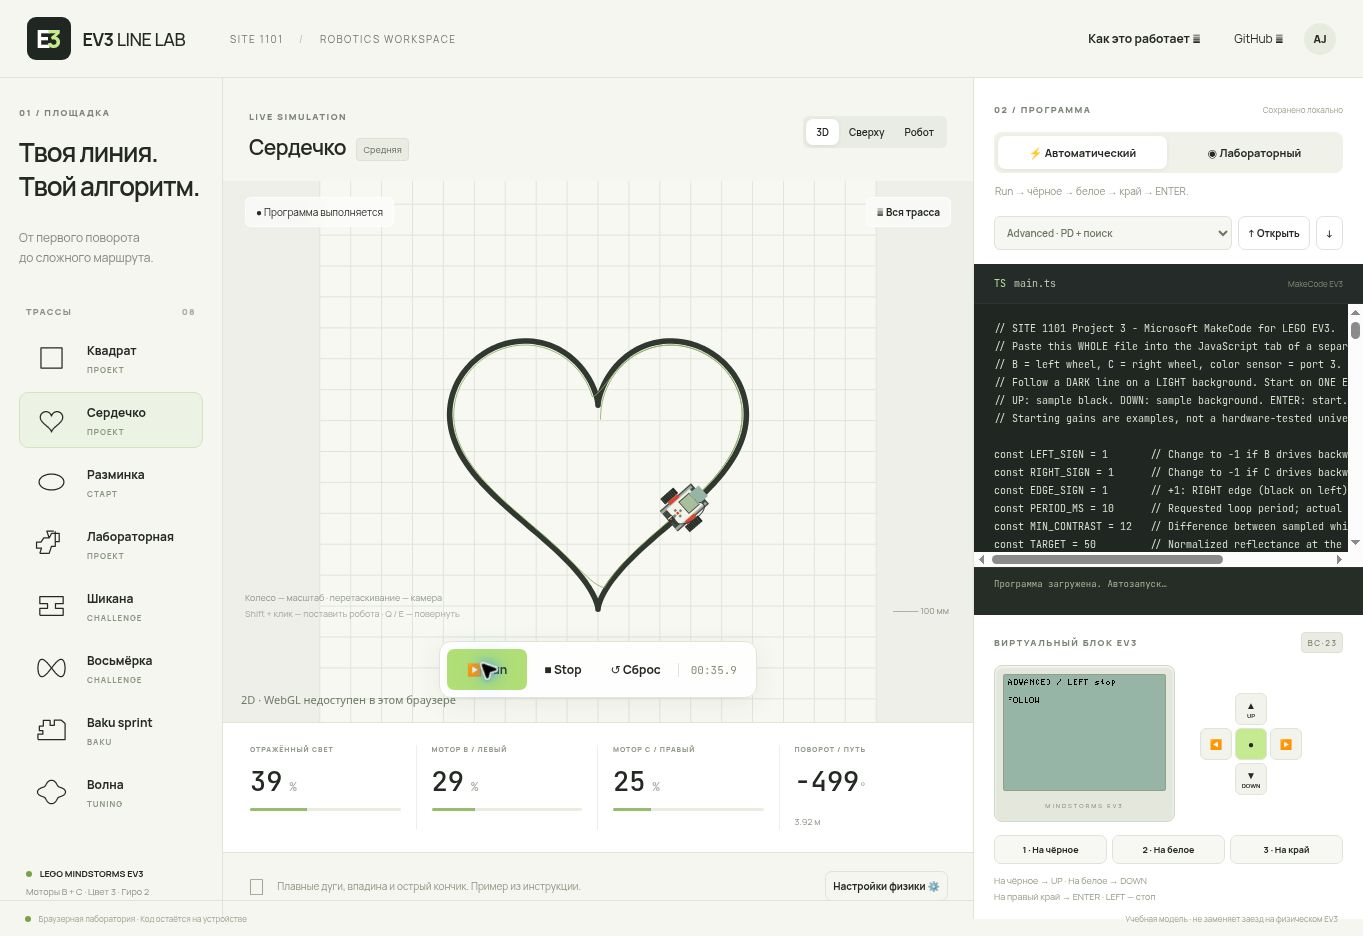 E3 EV3 LINE LAB
SITE 1101 / ROBOTICS WORKSPACE
Как это работает
GitHub
AJ
01 / ПЛОЩАДКА
Твоя линия.
Твой алгоритм.
От первого поворота
до сложного маршрута.
ТРАССЫ 08
Квадрат
ПРОЕКТ
Сердечко
ПРОЕКТ
Разминка
СТАРТ
Лабораторная
ПРОЕКТ
Шикана
CHALLENGE
Восьмёрка
CHALLENGE
Baku sprint
BAKU
Волна
TUNING
LEGO MINDSTORMS EV3
Моторы B + C · Цвет 3 · Гиро 2
Браузерная лаборатория · Код остаётся на устройстве
LIVE SIMULATION
Сердечко Средняя
3D Сверху Робот
● Программа выполняется
Вся трасса
Колесо — масштаб · перетаскивание — камера
Shift + клик — поставить робота · Q / E — повернуть
100 мм
■ Stop ↺ Сброс 00:35.9
2D · WebGL недоступен в этом браузере
ОТРАЖЁННЫЙ СВЕТ
39 %
МОТОР B / ЛЕВЫЙ
29 %
МОТОР C / ПРАВЫЙ
25 %
ПОВОРОТ / ПУТЬ
-499°
3.92 м
Плавные дуги, владина и острый кончик. Пример из инструкции.
Настройки физики ⚙️
02 / ПРОГРАММА
Сохранено локально
⚡ Автоматический
◉ Лабораторный
Run → чёрное → белое → край → ENTER.
Advanced · PD + поиск
↑ Открыть
↓
TS main.ts
MakeCode EV3
// SITE 1101 Project 3 - Microsoft MakeCode for LEGO EV3.
// Paste this WHOLE file into the JavaScript tab of a separ
// B = left wheel, C = right wheel, color sensor = port 3.
// Follow a DARK line on a LIGHT background. Start on ONE E
// UP: sample black. DOWN: sample background. ENTER: start.
// Starting gains are examples, not a hardware-tested unive
const LEFT_SIGN = 1 // Change to -1 if B drives backw
const RIGHT_SIGN = 1 // Change to -1 if C drives backw
const EDGE_SIGN = 1 // +1: RIGHT edge (black on left)
const PERIOD_MS = 10 // Requested loop period; actual
const MIN_CONTRAST = 12 // Difference between sampled whi
const TARGET = 50 // Normalized reflectance at the
Программа загружена. Автозапуск…
ВИРТУАЛЬНЫЙ БЛОК EV3
BC·23
ADVANCED / LEFT stop
FOLLOW
MINDSTORMS EV3
▲
UP
◀ ● ▶
▼
DOWN
1 · На чёрное
2 · На белое
3 · На край
На чёрное → UP · На белое → DOWN
На правый край → ENTER · LEFT — стоп
Учебная модель · не заменяет заезд на физическом EV3